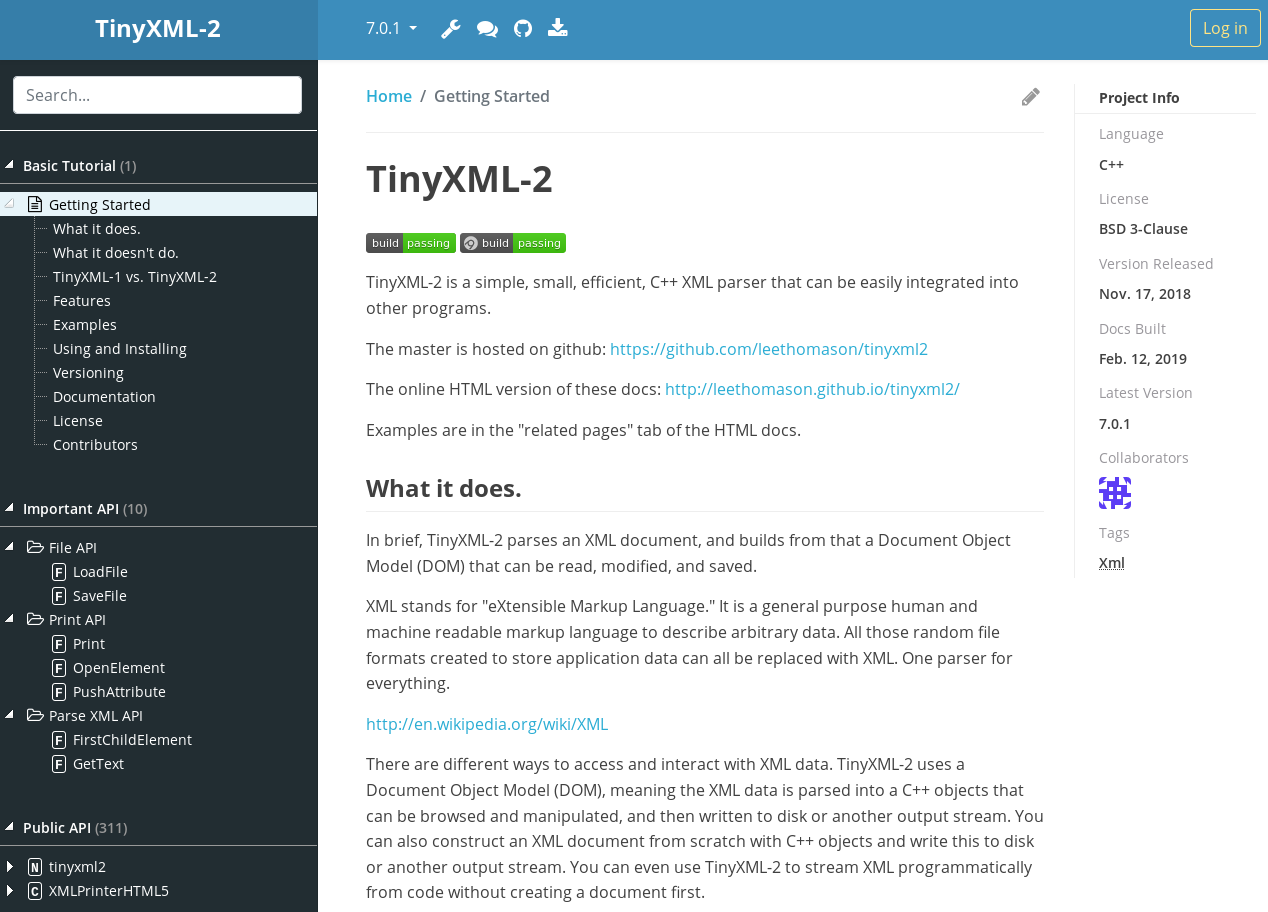 TinyXML-2
7.0.1
Log in
Search...
Basic Tutorial (1)
Getting Started
What it does.
What it doesn't do.
TinyXML-1 vs. TinyXML-2
Features
Examples
Using and Installing
Versioning
Documentation
License
Contributors
Important API (10)
File API
F LoadFile
F SaveFile
Print API
F Print
F OpenElement
F PushAttribute
Parse XML API
F FirstChildElement
F GetText
Public API (311)
N tinyxml2
C XMLPrinterHTML5
Home / Getting Started
TinyXML-2
build passing build passing
TinyXML-2 is a simple, small, efficient, C++ XML parser that can be easily integrated into
other programs.
The master is hosted on github: https://github.com/leethomason/tinyxml2
The online HTML version of these docs: http://leethomason.github.io/tinyxml2/
Examples are in the "related pages" tab of the HTML docs.
What it does.
In brief, TinyXML-2 parses an XML document, and builds from that a Document Object
Model (DOM) that can be read, modified, and saved.
XML stands for "eXtensible Markup Language." It is a general purpose human and
machine readable markup language to describe arbitrary data. All those random file
formats created to store application data can all be replaced with XML. One parser for
everything.
http://en.wikipedia.org/wiki/XML
There are different ways to access and interact with XML data. TinyXML-2 uses a
Document Object Model (DOM), meaning the XML data is parsed into a C++ objects that
can be browsed and manipulated, and then written to disk or another output stream. You
can also construct an XML document from scratch with C++ objects and write this to disk
or another output stream. You can even use TinyXML-2 to stream XML programmatically
from code without creating a document first.
Project Info
Language
C++
License
BSD 3-Clause
Version Released
Nov. 17, 2018
Docs Built
Feb. 12, 2019
Latest Version
7.0.1
Collaborators
Tags
Xml